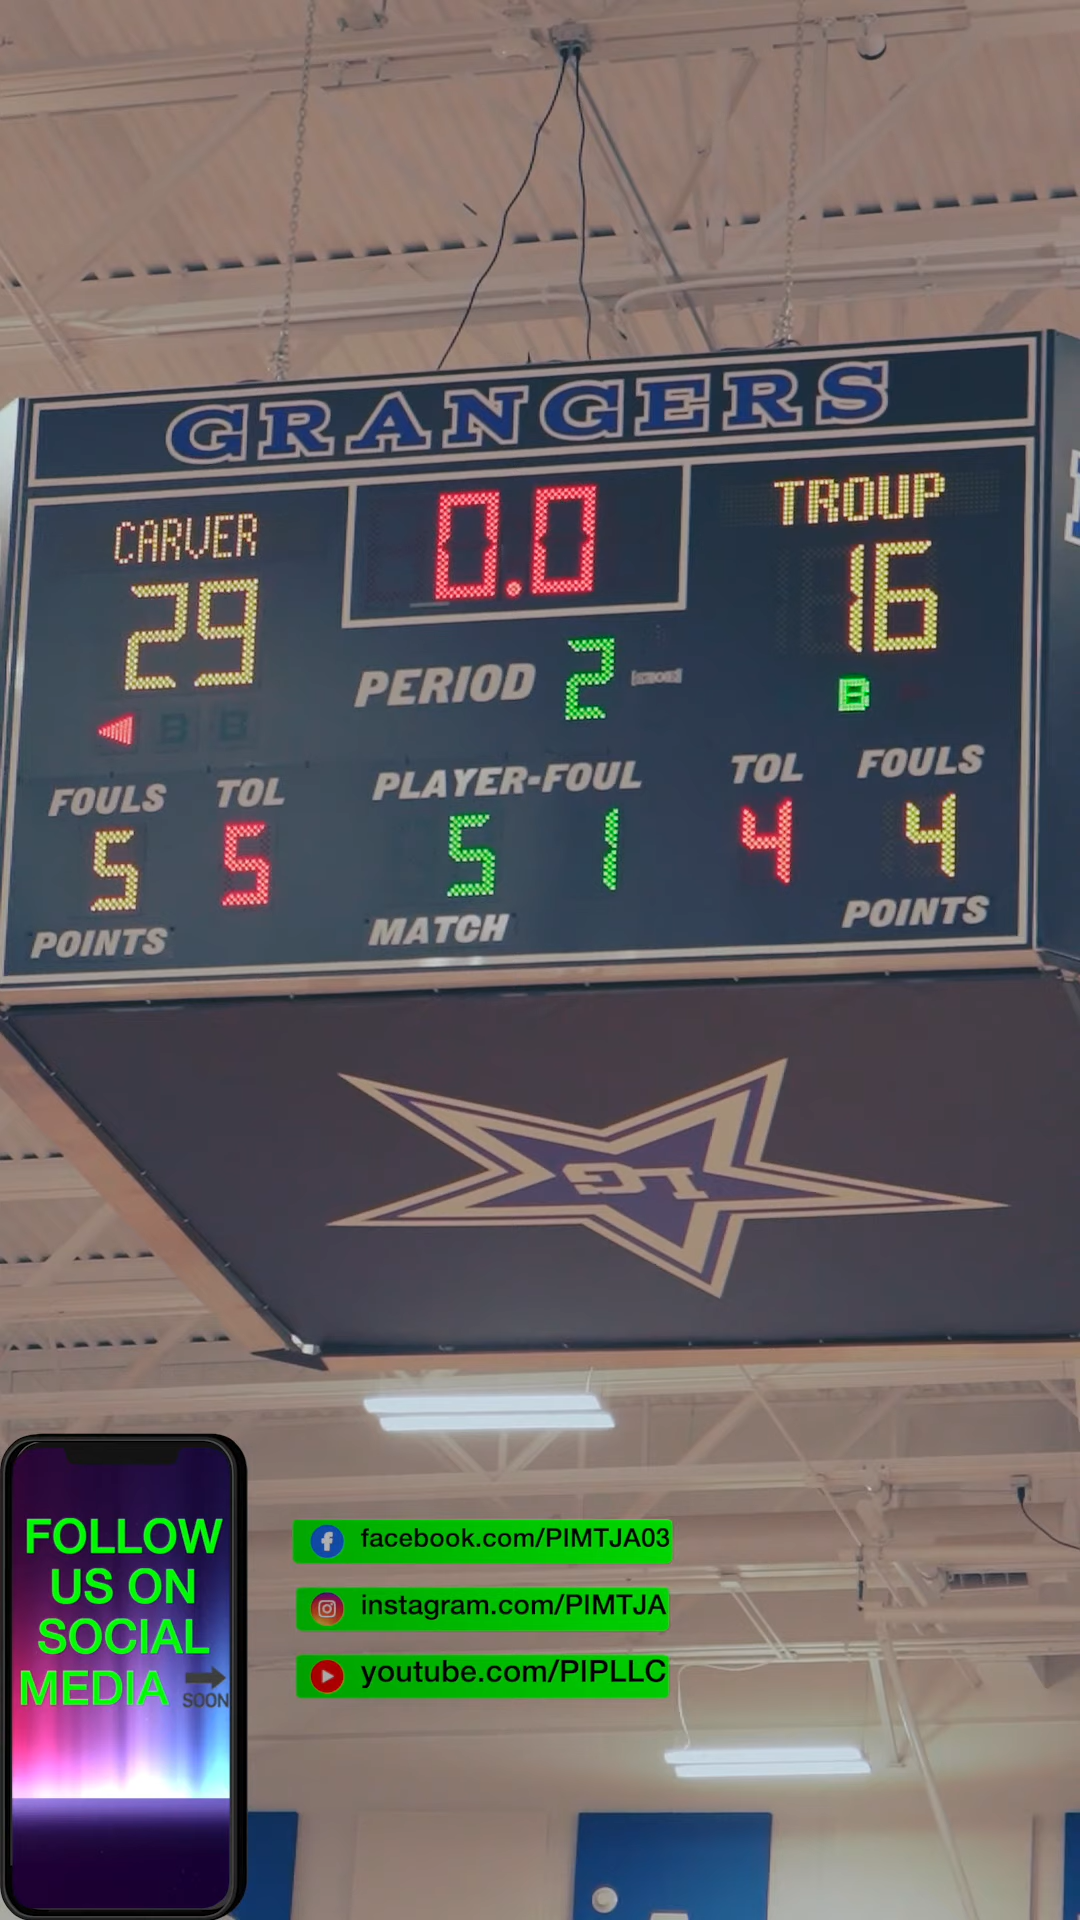 GRANGERS
CARVER
0.0
TROUP
29
16
PERIOD 2
B
B B
FOULS TOL PLAYER-FOUL TOL FOULS
5 5 5 1 4 4
POINTS MATCH POINTS
LG
FOLLOW
US ON
SOCIAL
MEDIA
SOON
facebook.com/PIMTJA03
instagram.com/PIMTJA
youtube.com/PIPLLC